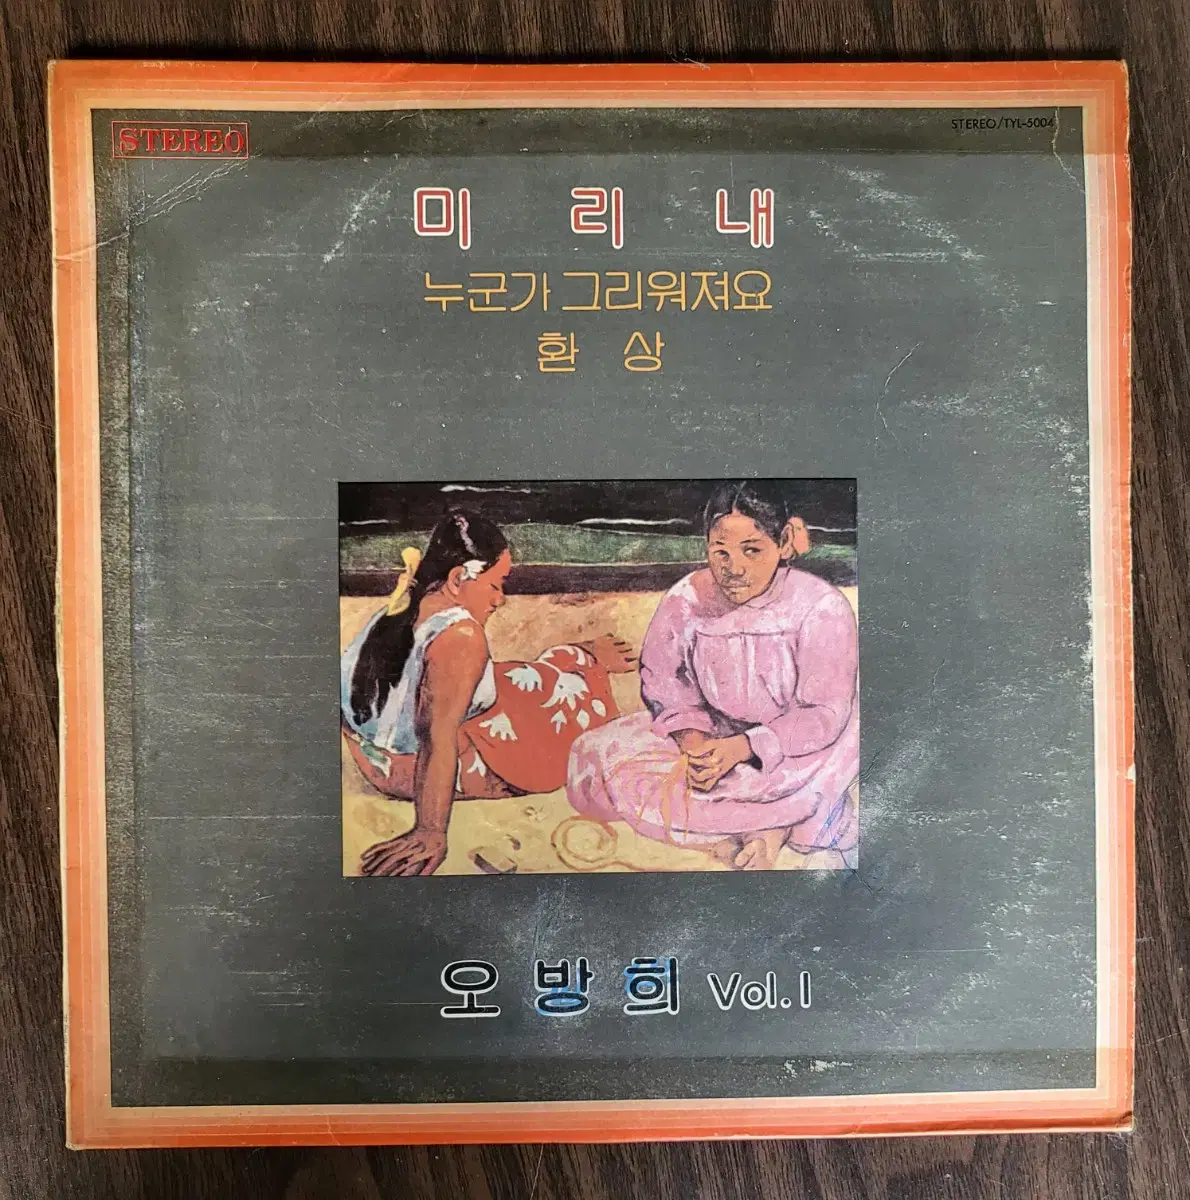 STEREO
STEREO/TYL-5004
미 리 내
누군가 그리워져요
환 상
오 방 희 Vol.1